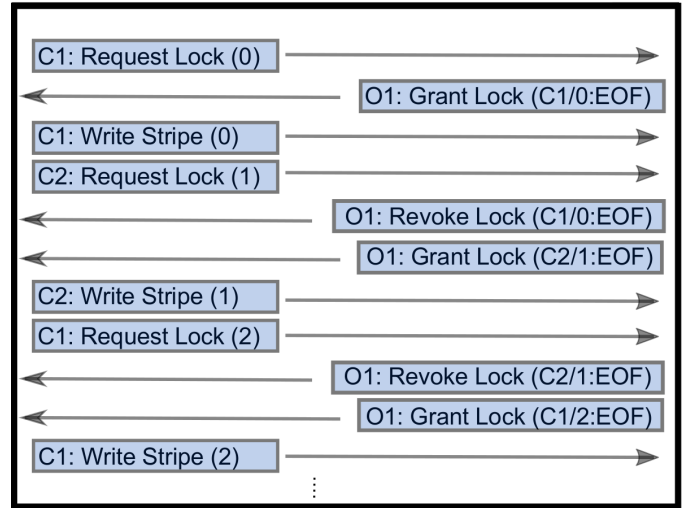 C1: Request Lock (0)
O1: Grant Lock (C1/0:EOF)
C1: Write Stripe (0)
C2: Request Lock (1)
O1: Revoke Lock (C1/0:EOF)
O1: Grant Lock (C2/1:EOF)
C2: Write Stripe (1)
C1: Request Lock (2)
O1: Revoke Lock (C2/1:EOF)
O1: Grant Lock (C1/2:EOF)
C1: Write Stripe (2)